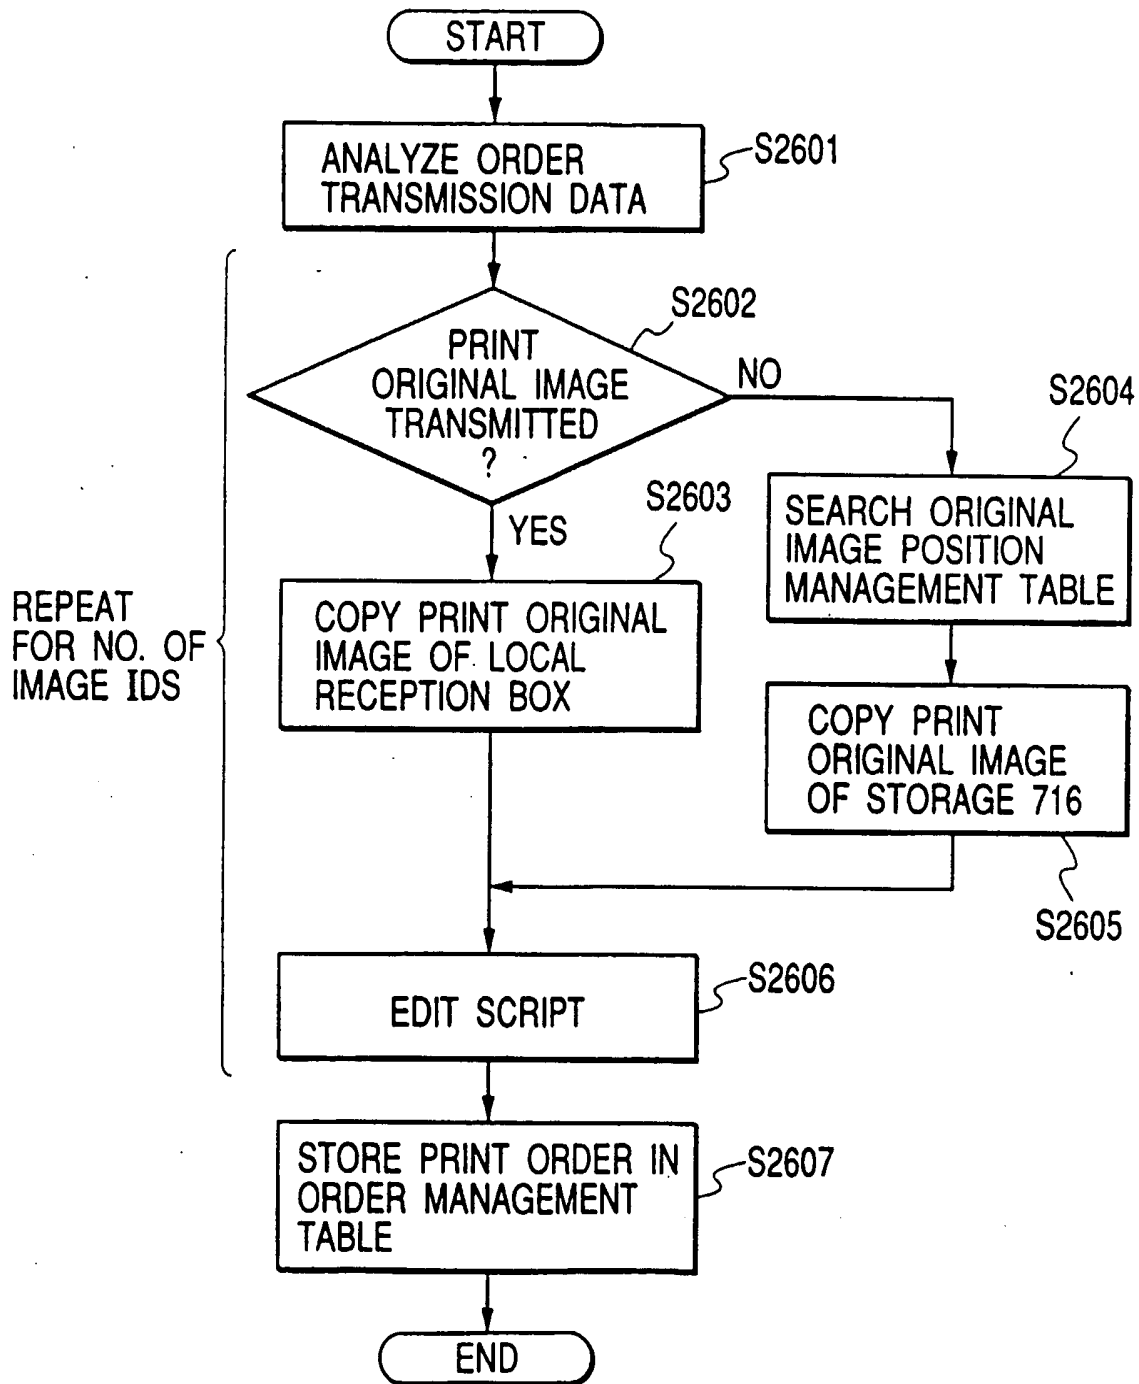 START
ANALYZE ORDER
TRANSMISSION DATA
S2601
S2602
PRINT
ORIGINAL IMAGE
TRANSMITTED
?
NO
YES
S2603
S2604
COPY PRINT ORIGINAL
IMAGE OF LOCAL
RECEPTION BOX
SEARCH ORIGINAL
IMAGE POSITION
MANAGEMENT TABLE
REPEAT
FOR NO. OF
IMAGE IDS
COPY PRINT
ORIGINAL IMAGE
OF STORAGE 716
S2605
EDIT SCRIPT
S2606
STORE PRINT ORDER IN
ORDER MANAGEMENT
TABLE
S2607
END